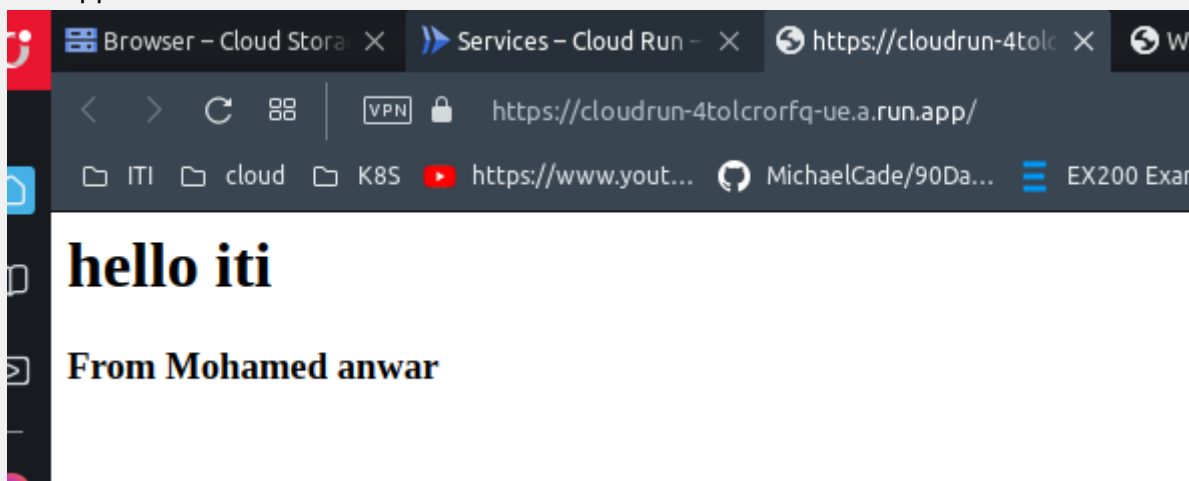 Browser – Cloud Stora
Services – Cloud Run –
https://cloudrun-4tolc
W
VPN
https://cloudrun-4tolcrorfq-ue.a.run.app/
ITI
cloud
K8S
https://www.yout...
MichaelCade/90Da...
EX200 Exam
hello iti
From Mohamed anwar